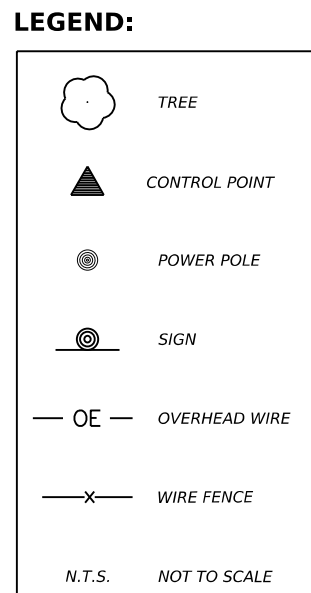 LEGEND:
TREE
CONTROL POINT
POWER POLE
SIGN
OE OVERHEAD WIRE
x WIRE FENCE
N.T.S. NOT TO SCALE